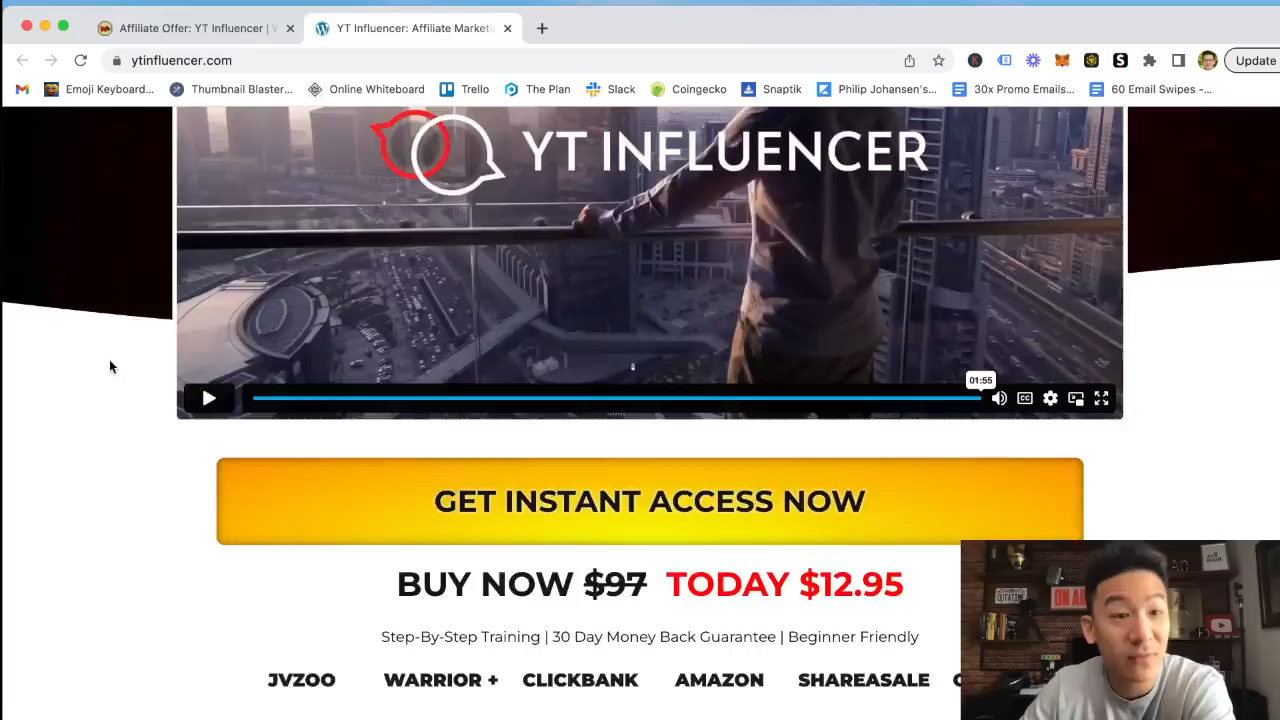 Affiliate Offer: YT Influencer | W
YT Influencer: Affiliate Marketi
ytinfluencer.com
Update
Emoji Keyboard...
Thumbnail Blaster...
Online Whiteboard
Trello
The Plan
Slack
Coingecko
Snaptik
Philip Johansen's...
30x Promo Emails...
60 Email Swipes -...
YT INFLUENCER
01:55
CC
GET INSTANT ACCESS NOW
BUY NOW $97 TODAY $12.95
Step-By-Step Training | 30 Day Money Back Guarantee | Beginner Friendly
JVZOO WARRIOR + CLICKBANK AMAZON SHAREASALE
OUTATIME
ON A